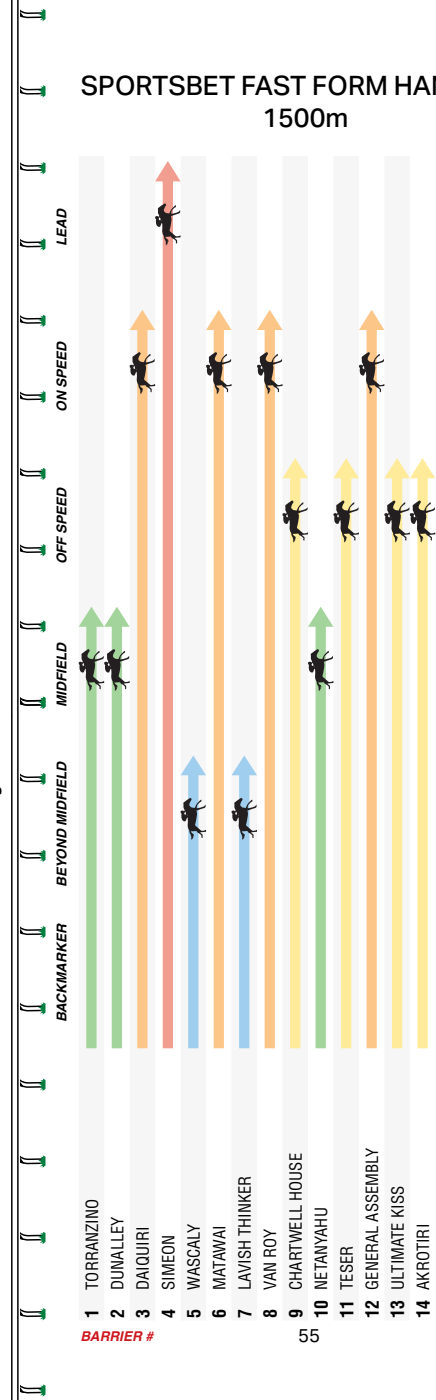 SPORTSBET FAST FORM HA
1500m
LEAD
ON SPEED
OFF SPEED
MIDFIELD
BEYOND MIDFIELD
BACKMARKER
1 TORRANZINO
2 DUNALLEY
3 DAIQUIRI
4 SIMEON
5 WASCALY
6 MATAWAI
7 LAVISH THINKER
8 VAN ROY
9 CHARTWELL HOUSE
10 NETANYAHU
11 TESER
12 GENERAL ASSEMBLY
13 ULTIMATE KISS
14 AKROTIRI
BARRIER #
55